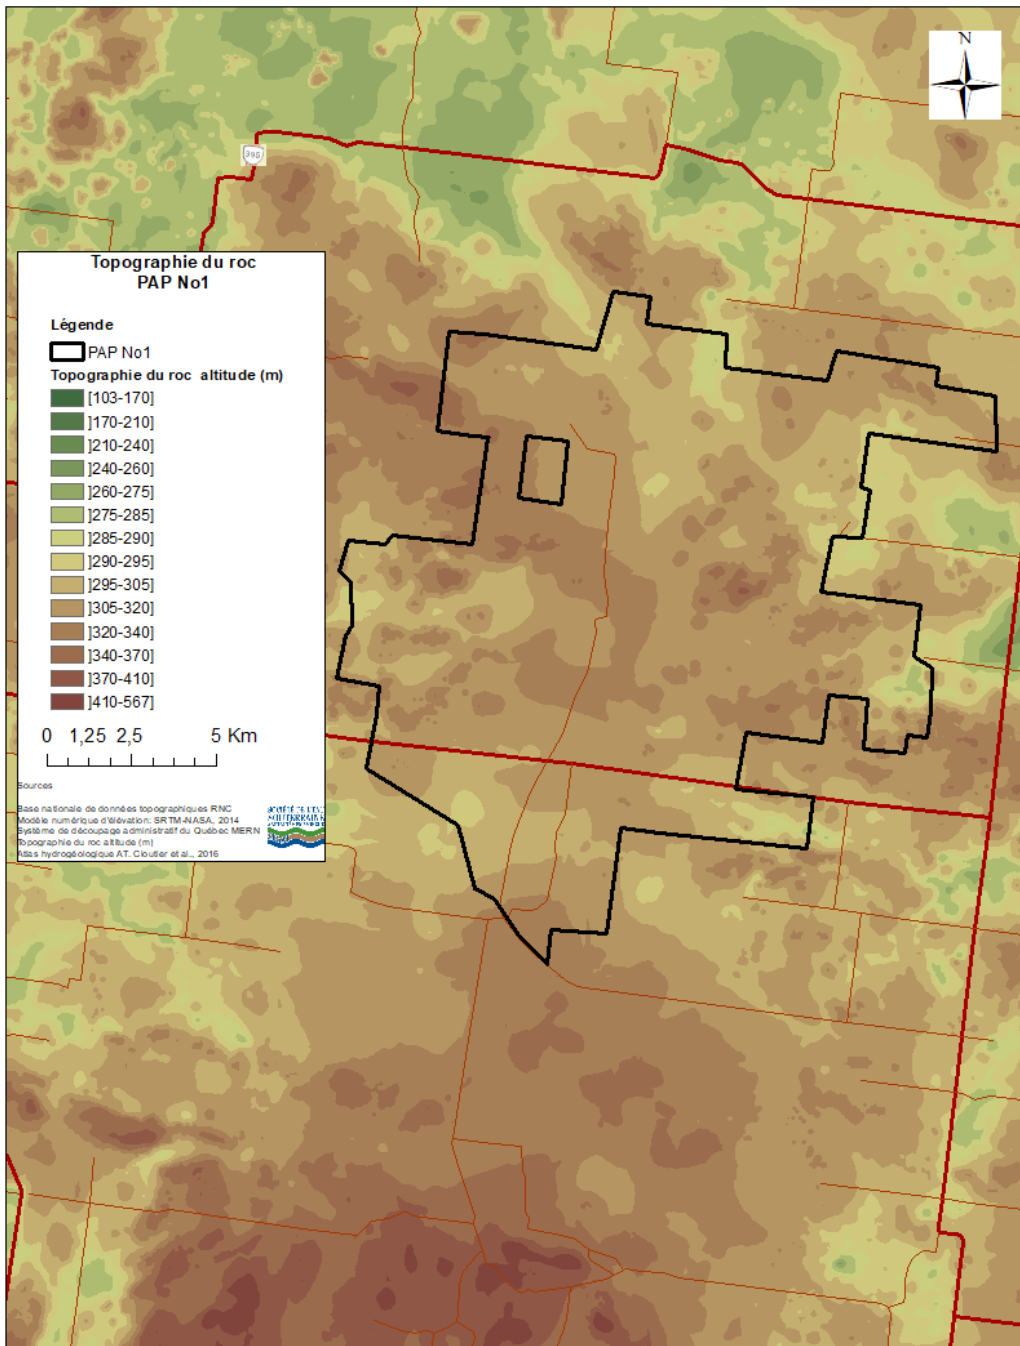 N
395
Topographie du roc
PAP No1
Légende
PAP No1
Topographie du roc altitude (m)
[103-170]
]170-210]
]210-240]
]240-260]
]260-275]
]275-285]
]285-290]
]290-295]
]295-305]
]305-320]
]320-340]
]340-370]
]370-410]
]410-567]
0 1,25 2,5 5 Km
Sources
Base nationale de données topographiques RNC
Modèle numérique d'élévation: SRTM-NASA, 2014
Système de découpage administratif du Québec MERN
Topographie du roc altitude (m)
Atlas hydrogéologique AT. Cloutier et al., 2016
SOCIÉTÉ DE L'EAU
SOUTERRAINE